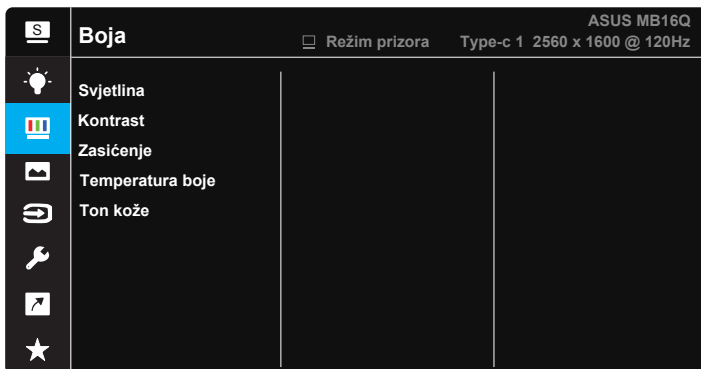 S
Boja
ASUS MB16Q
Režim prizora Type-c 1 2560 x 1600 @ 120Hz
Svjetlina
Kontrast
Zasićenje
Temperatura boje
Ton kože